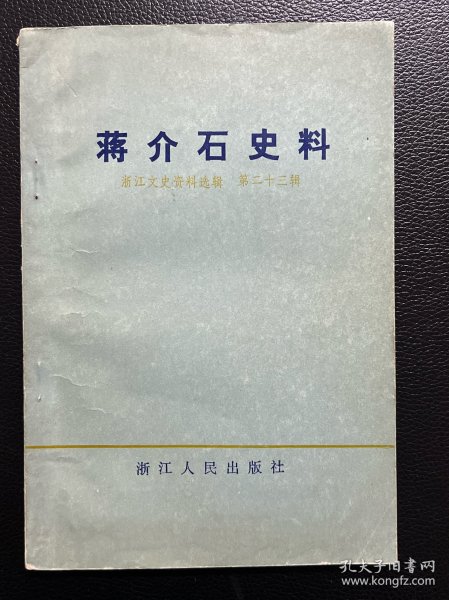 蒋介石史料
浙江文史资料选辑 第二十三辑
浙江人民出版社
孔夫子旧书网
www.kongfz.com